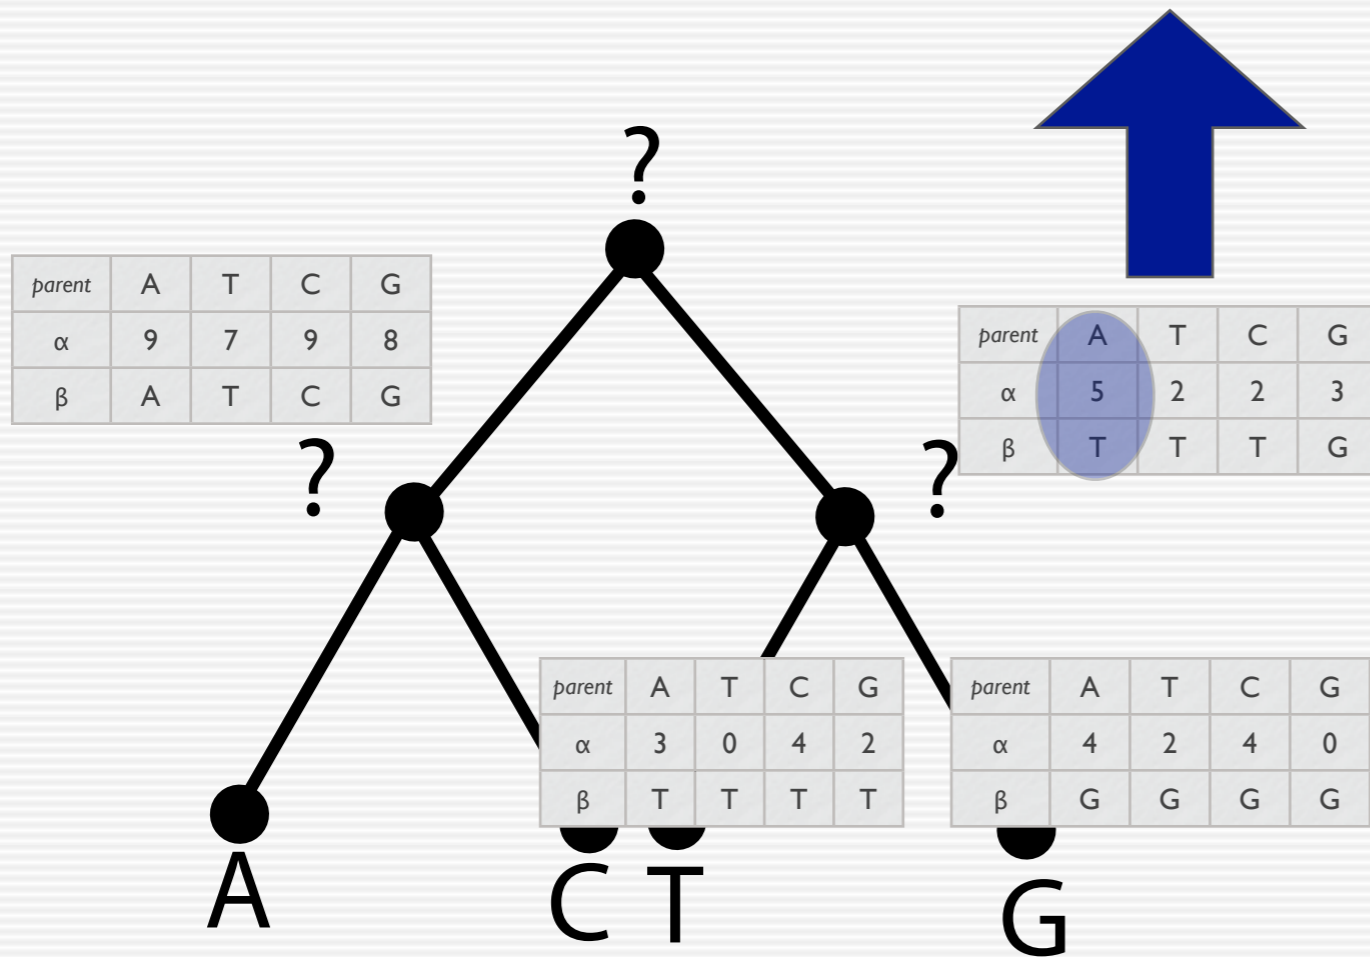 ?
parent A T C G
α 9 7 9 8
β A T C G
parent A T C G
α 5 2 2 3
β T T T G
?
?
parent A T C G
α 3 0 4 2
β T T T T
parent A T C G
α 4 2 4 0
β G G G G
A
C
T
G